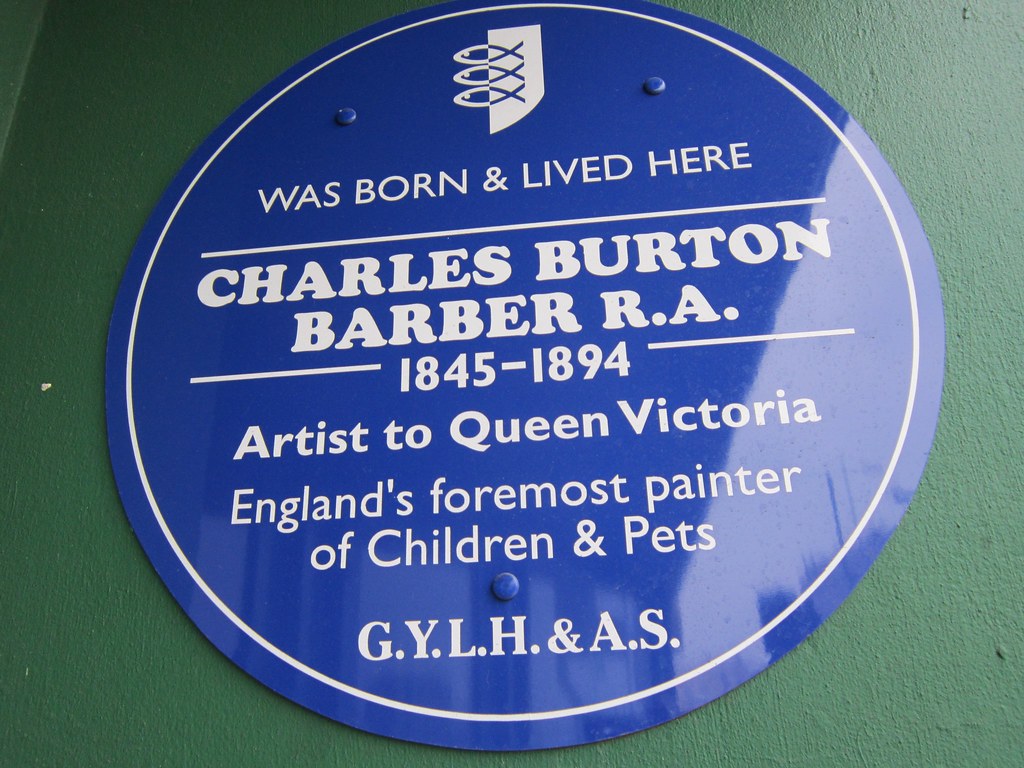 WAS BORN & LIVED HERE
CHARLES BURTON
BARBER R.A.
1845-1894
Artist to Queen Victoria
England's foremost painter
of Children & Pets
G.Y.L.H. & A.S.